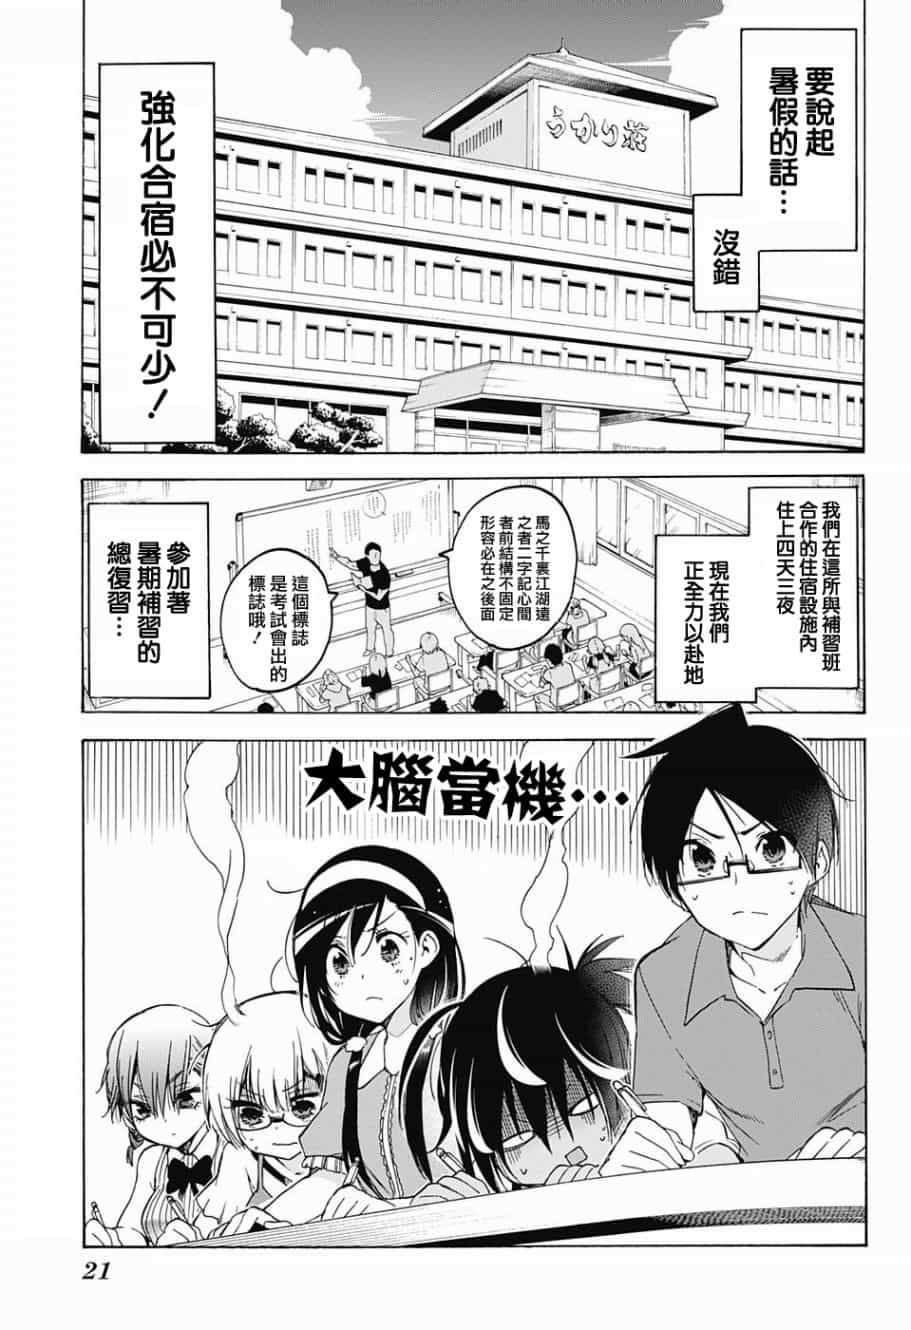 要說起
暑假的話…
沒錯
うかり荘
強化合宿必不可少！
我們在這所與補習班
合作的住宿設施內
住上四天三夜
現在我們
正全力以赴地
馬之千裏江湖遠
之者二字記心間
者前結構不固定
形容必在之後面
這個標誌
是考試會出的
標誌哦！
參加著
暑期補習的
總復習…
大腦當機…
21